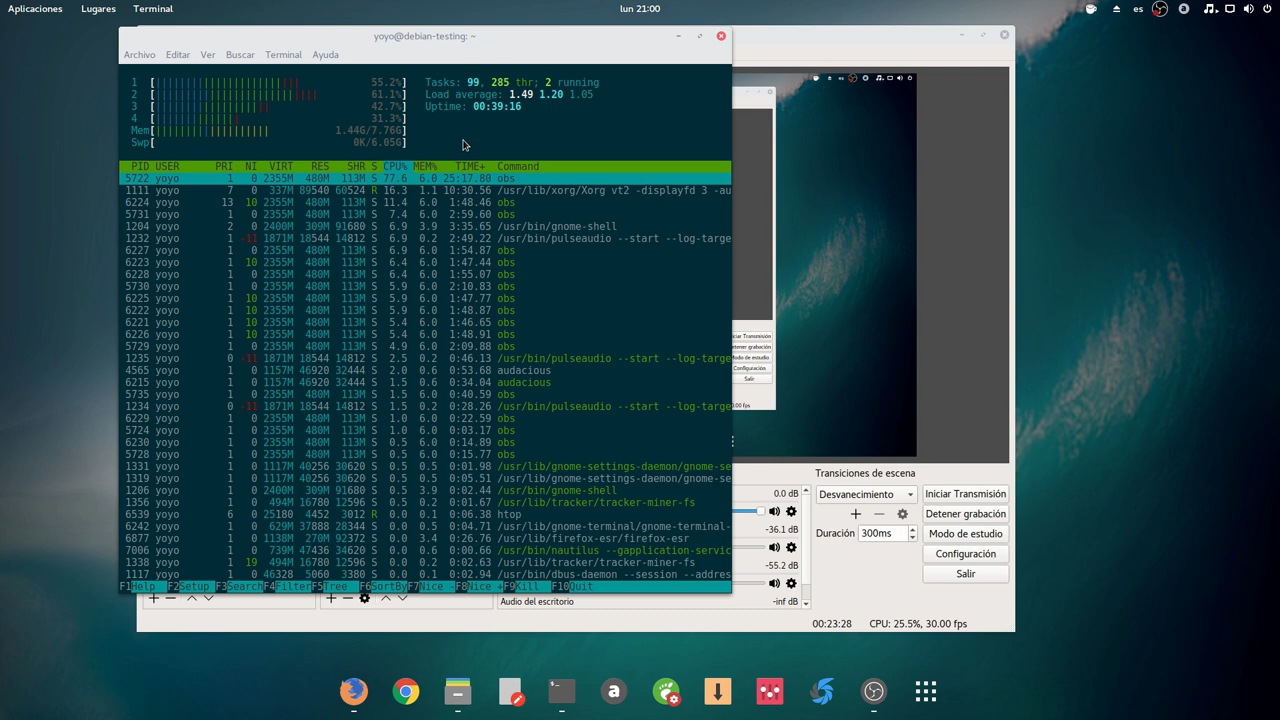 Aplicaciones Lugares Terminal
lun 21:00
es
yoyo@debian-testing: ~
Archivo Editar Ver Buscar Terminal Ayuda
1 [ 55.2%] Tasks: 99, 285 thr; 2 running
2 [ 61.1%] Load average: 1.49 1.20 1.05
3 [ 42.7%] Uptime: 00:39:16
4 [ 31.3%]
Mem[ 1.44G/7.76G]
Swp[ 0K/6.05G]
PID USER PRI NI VIRT RES SHR S CPU% MEM% TIME+ Command
5722 yoyo 1 0 2355M 480M 113M S 77.6 6.0 25:17.80 obs
1111 yoyo 7 0 337M 89540 60524 R 16.3 1.1 10:30.56 /usr/lib/xorg/Xorg vt2 -displayfd 3 -au
6224 yoyo 13 10 2355M 480M 113M S 11.4 6.0 1:48.46 obs
5731 yoyo 1 0 2355M 480M 113M S 7.4 6.0 2:59.60 obs
1204 yoyo 2 0 2400M 309M 91680 S 6.9 3.9 3:35.65 /usr/bin/gnome-shell
1232 yoyo 1 -11 1871M 18544 14812 S 6.9 0.2 2:49.22 /usr/bin/pulseaudio --start --log-targe
6227 yoyo 1 10 2355M 480M 113M S 6.9 6.0 1:54.87 obs
6223 yoyo 1 10 2355M 480M 113M S 6.4 6.0 1:47.44 obs
6228 yoyo 1 10 2355M 480M 113M S 6.4 6.0 1:55.07 obs
5730 yoyo 1 0 2355M 480M 113M S 5.9 6.0 2:10.83 obs
6225 yoyo 1 10 2355M 480M 113M S 5.9 6.0 1:47.77 obs
6222 yoyo 1 10 2355M 480M 113M S 5.9 6.0 1:48.87 obs
6221 yoyo 1 10 2355M 480M 113M S 5.4 6.0 1:46.65 obs
6226 yoyo 1 10 2355M 480M 113M S 5.4 6.0 1:48.91 obs
5729 yoyo 1 0 2355M 480M 113M S 4.9 6.0 2:09.88 obs
1235 yoyo 0 -11 1871M 18544 14812 S 2.5 0.2 0:46.13 /usr/bin/pulseaudio --start --log-targe
4565 yoyo 1 0 1157M 46920 32444 S 2.0 0.6 0:53.68 audacious
6215 yoyo 1 0 1157M 46920 32444 S 1.5 0.6 0:34.04 audacious
5735 yoyo 1 0 2355M 480M 113M S 1.5 6.0 0:40.59 obs
1234 yoyo 0 -11 1871M 18544 14812 S 1.5 0.2 0:28.26 /usr/bin/pulseaudio --start --log-targe
6229 yoyo 1 0 2355M 480M 113M S 1.0 6.0 0:22.59 obs
5724 yoyo 1 0 2355M 480M 113M S 1.0 6.0 0:03.17 obs
6230 yoyo 1 0 2355M 480M 113M S 0.5 6.0 0:14.89 obs
5728 yoyo 1 0 2355M 480M 113M S 0.5 6.0 0:15.77 obs
1331 yoyo 1 0 1117M 40256 30620 S 0.5 0.5 0:01.98 /usr/lib/gnome-settings-daemon/gnome-se
1319 yoyo 1 0 1117M 40256 30620 S 0.5 0.5 0:05.51 /usr/lib/gnome-settings-daemon/gnome-se
1206 yoyo 1 0 2400M 309M 91680 S 0.5 3.9 0:02.44 /usr/bin/gnome-shell
1356 yoyo 1 0 494M 16780 12596 S 0.5 0.2 0:01.67 /usr/lib/tracker/tracker-miner-fs
6539 yoyo 6 0 25180 4452 3012 R 0.0 0.1 0:06.38 htop
6242 yoyo 1 0 629M 37888 28344 S 0.0 0.5 0:04.71 /usr/lib/gnome-terminal/gnome-terminal-
6877 yoyo 1 0 1138M 270M 92372 S 0.0 3.4 0:26.76 /usr/lib/firefox-esr/firefox-esr
7006 yoyo 1 0 739M 47436 34620 S 0.0 0.6 0:00.66 /usr/bin/nautilus --gapplication-servic
1338 yoyo 1 19 494M 16780 12596 S 0.0 0.2 0:02.63 /usr/lib/tracker/tracker-miner-fs
1117 yoyo 1 0 46328 5060 3380 S 0.0 0.1 0:02.94 /usr/bin/dbus-daemon --session --addres
F1Help F2Setup F3SearchF4FilterF5Tree F6SortByF7Nice -F8Nice +F9Kill F10Quit
iciar Transmisión
Detener grabación
Modo de estudio
Configuración
Salir
.00 fps
Transiciones de escena
0.0 dB
Desvanecimiento
Iniciar Transmisión
Detener grabación
-36.1 dB
Duración 300ms
Modo de estudio
Configuración
-55.2 dB
Salir
Audio del escritorio
-inf dB
00:23:28 CPU: 25.5%, 30.00 fps
a